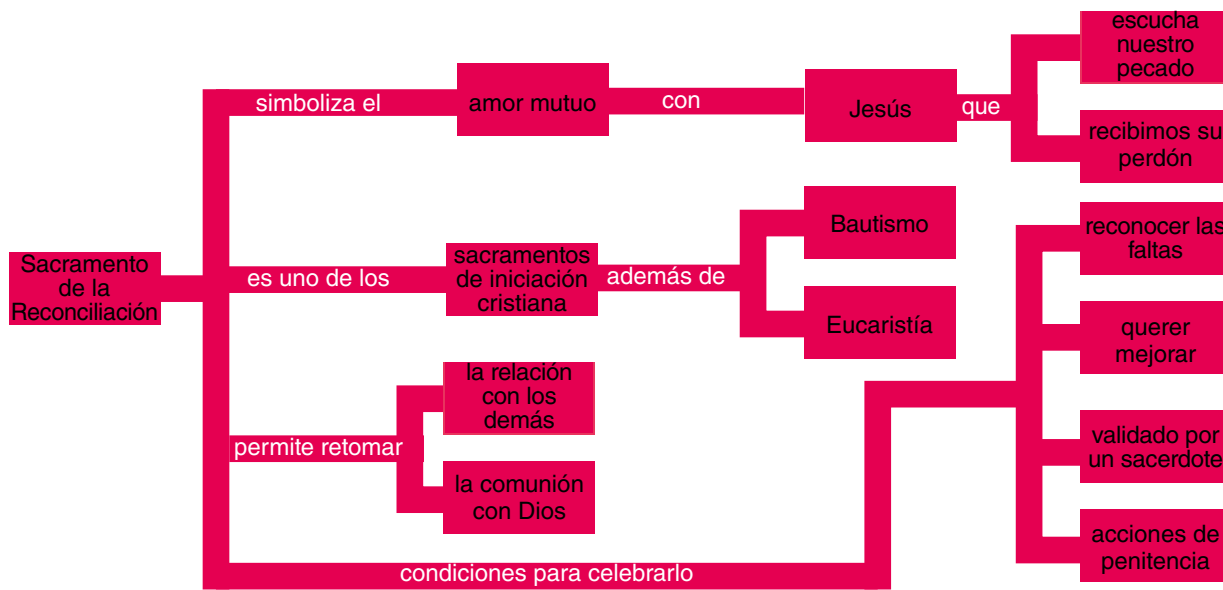 Sacramento
de la
Reconciliación
simboliza el
amor mutuo
con
Jesús
que
escucha
nuestro
pecado
recibimos su
perdón
es uno de los
sacramentos
de iniciación
cristiana
además de
Bautismo
Eucaristía
permite retomar
la relación
con los
demás
la comunión
con Dios
condiciones para celebrarlo
reconocer las
faltas
querer
mejorar
validado por
un sacerdote
acciones de
penitencia